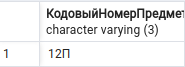 КодовыйНомерПредмет
character varying (3)
1 12П